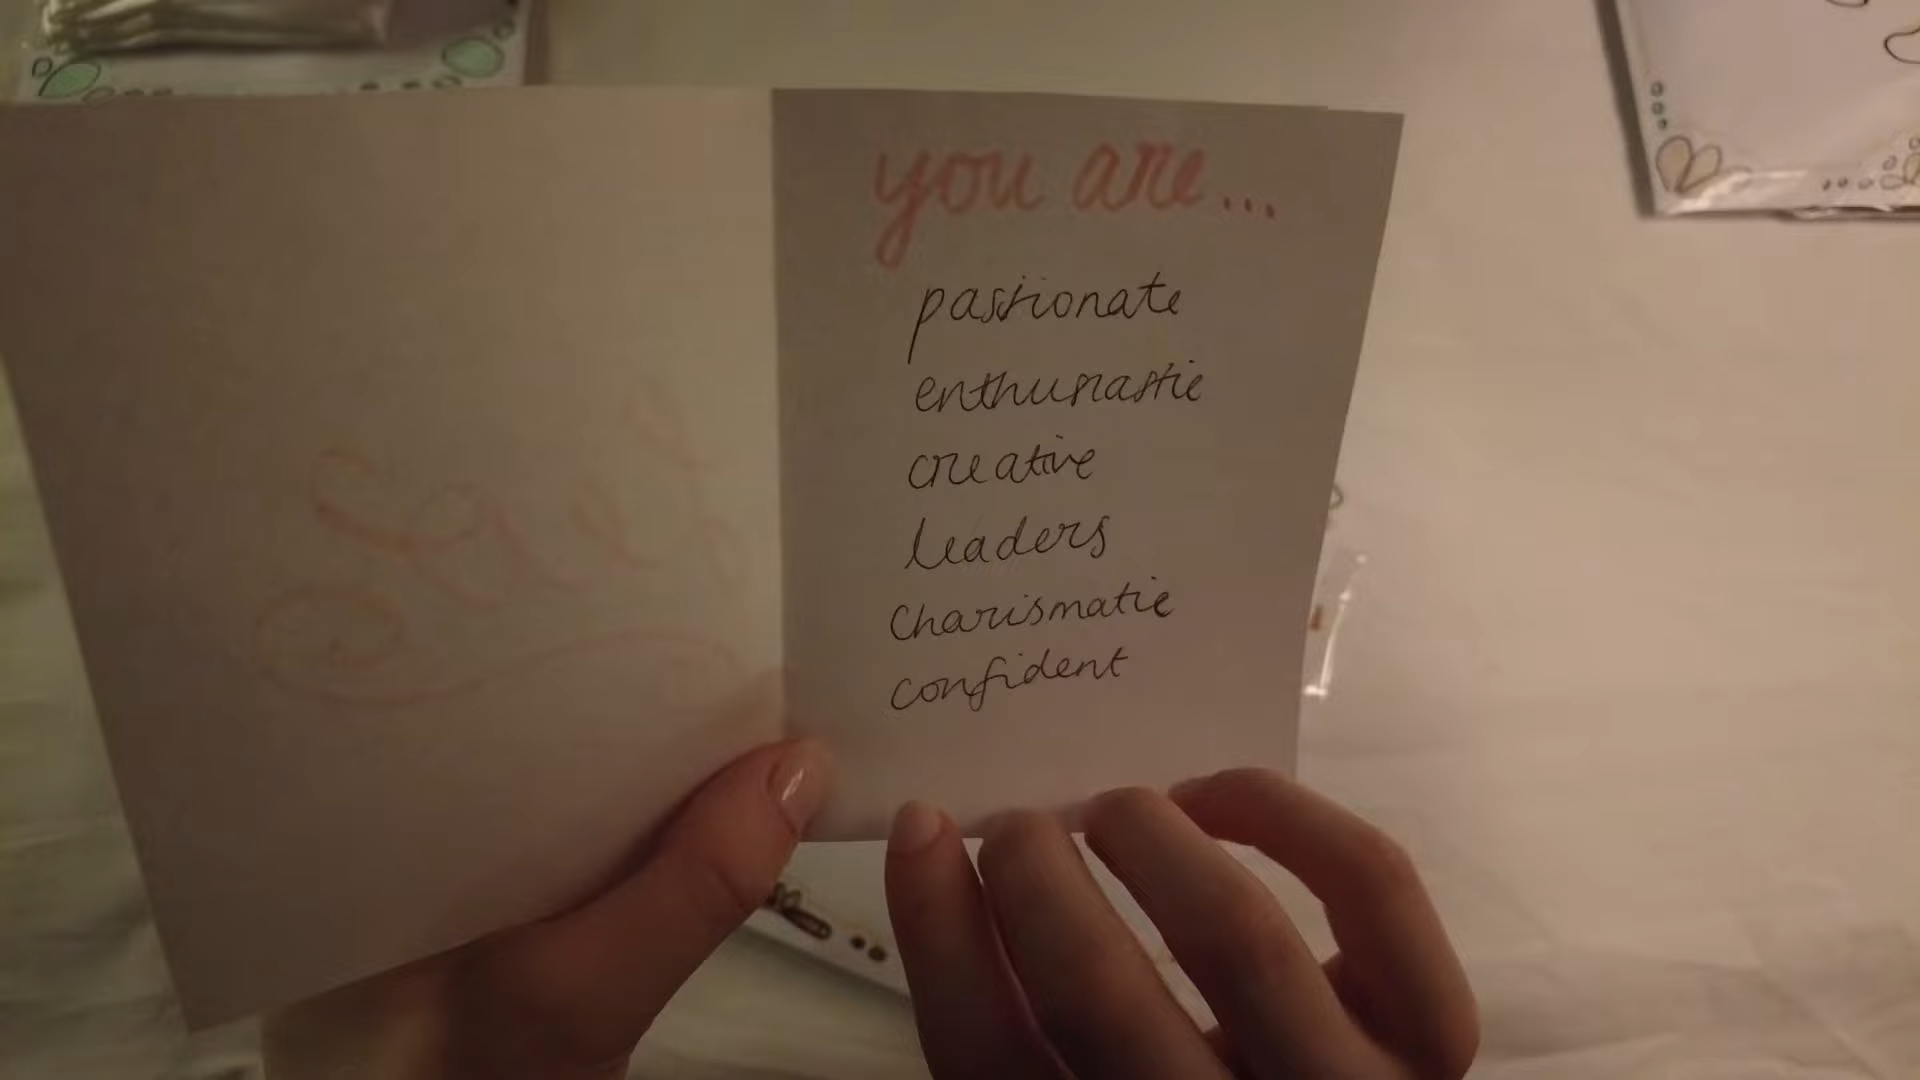 you are...
passionate
enthusiastic
creative
leaders
Charismatic
confident